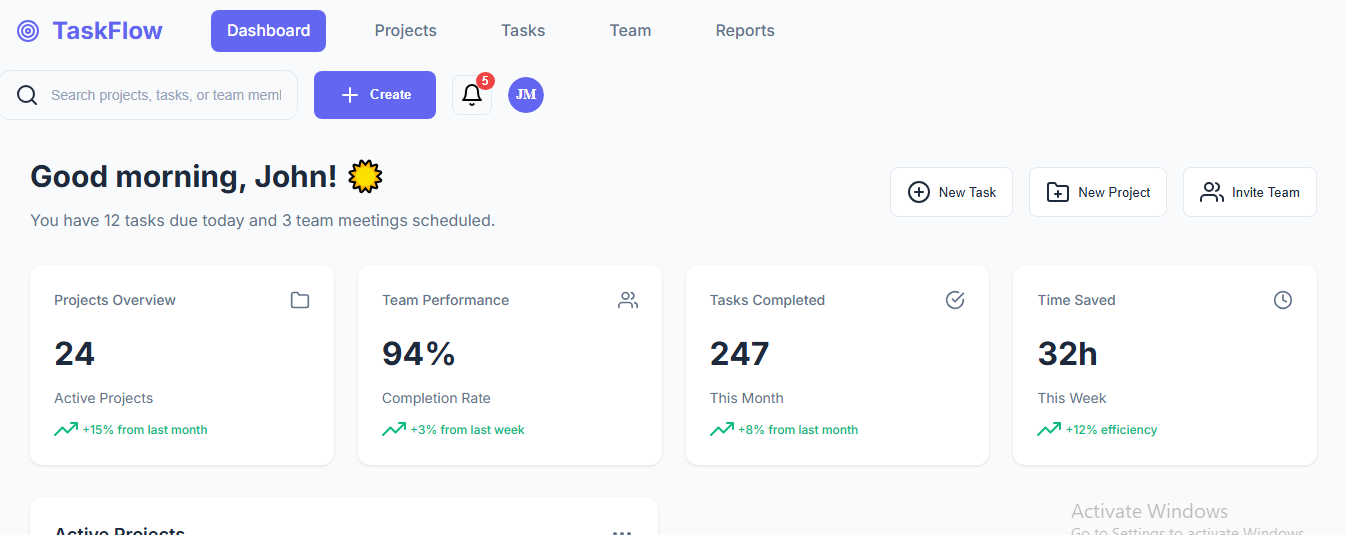 TaskFlow Dashboard Projects Tasks Team Reports
Search projects, tasks, or team meml Create 5 JM
Good morning, John!
You have 12 tasks due today and 3 team meetings scheduled.
New Task New Project Invite Team
Projects Overview Team Performance Tasks Completed Time Saved
24 94% 247 32h
Active Projects Completion Rate This Month This Week
+15% from last month +3% from last week +8% from last month +12% efficiency
Active Projects
Activate Windows
Go to Settings to activate Windows